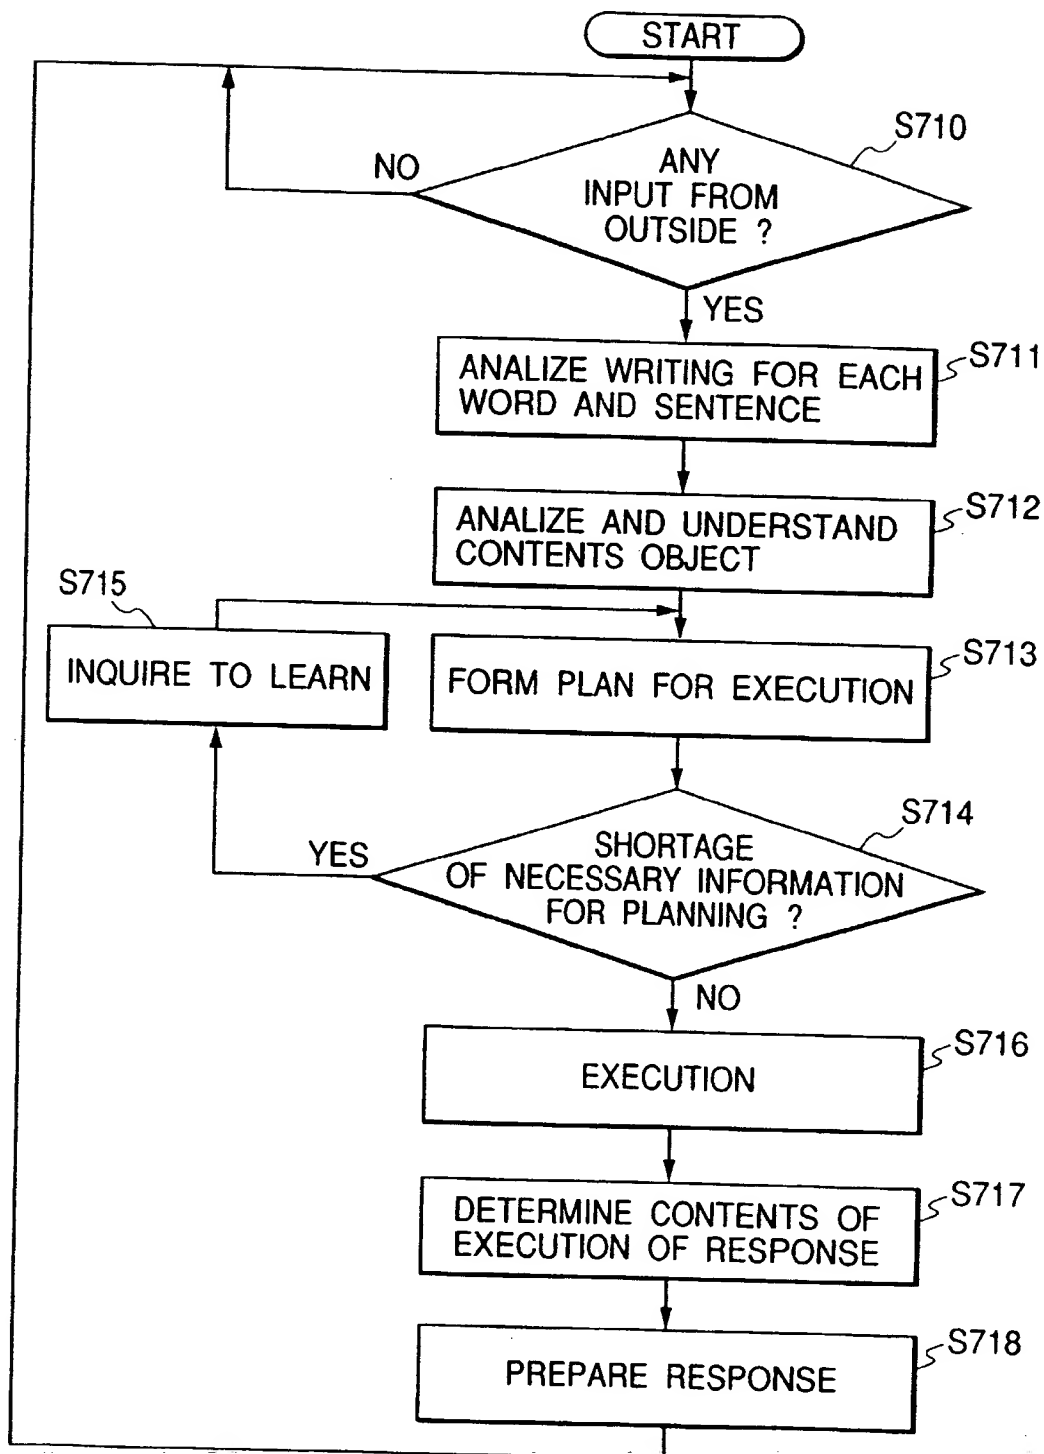 START
S710
NO
ANY
INPUT FROM
OUTSIDE ?
YES
S711
ANALIZE WRITING FOR EACH
WORD AND SENTENCE
S712
ANALIZE AND UNDERSTAND
CONTENTS OBJECT
S715
INQUIRE TO LEARN
S713
FORM PLAN FOR EXECUTION
S714
YES
SHORTAGE
OF NECESSARY INFORMATION
FOR PLANNING ?
NO
S716
EXECUTION
S717
DETERMINE CONTENTS OF
EXECUTION OF RESPONSE
S718
PREPARE RESPONSE